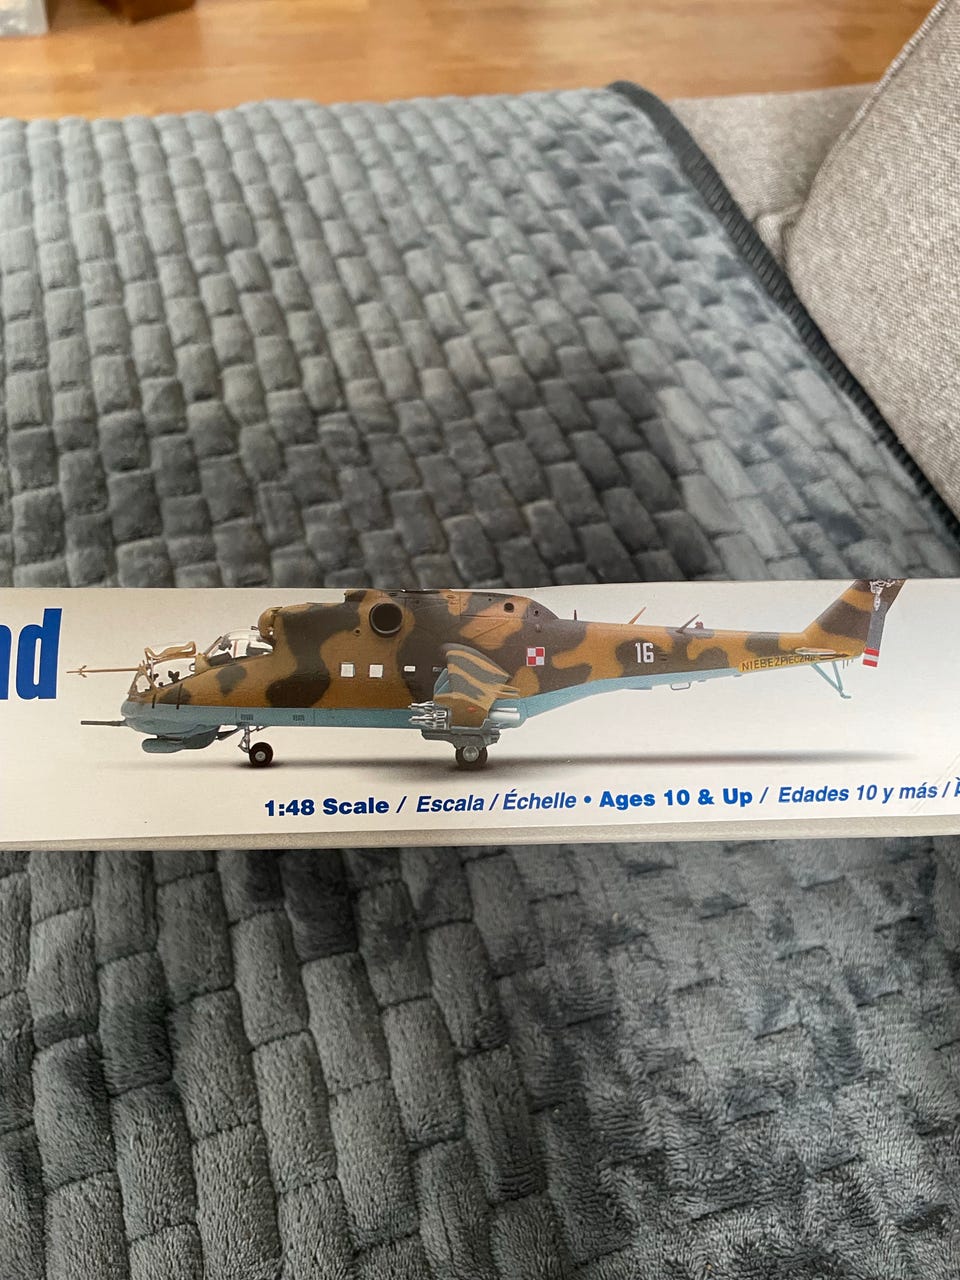 nd
16
NIEBEZPIECZNE
1:48 Scale / Escala / Échelle • Ages 10 & Up / Edades 10 y más / À